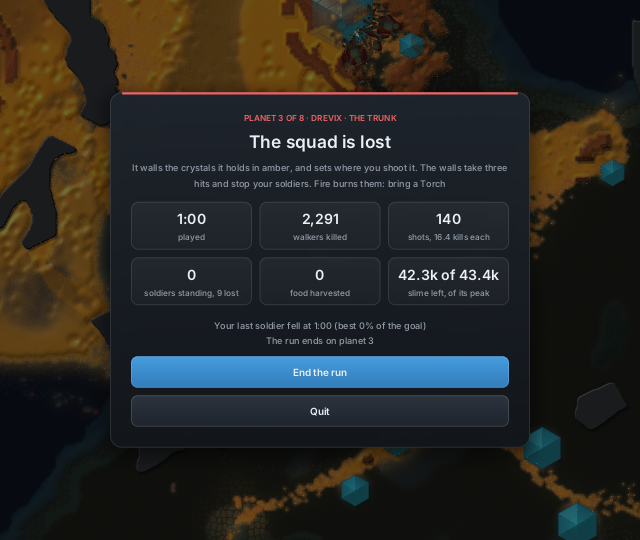 PLANET 3 OF 8 · DREVIX · THE TRUNK
The squad is lost
It walls the crystals it holds in amber, and sets where you shoot it. The walls take three
hits and stop your soldiers. Fire burns them: bring a Torch
1:00
played
2,291
walkers killed
140
shots, 16.4 kills each
0
soldiers standing, 9 lost
0
food harvested
42.3k of 43.4k
slime left, of its peak
Your last soldier fell at 1:00 (best 0% of the goal)
The run ends on planet 3
End the run
Quit